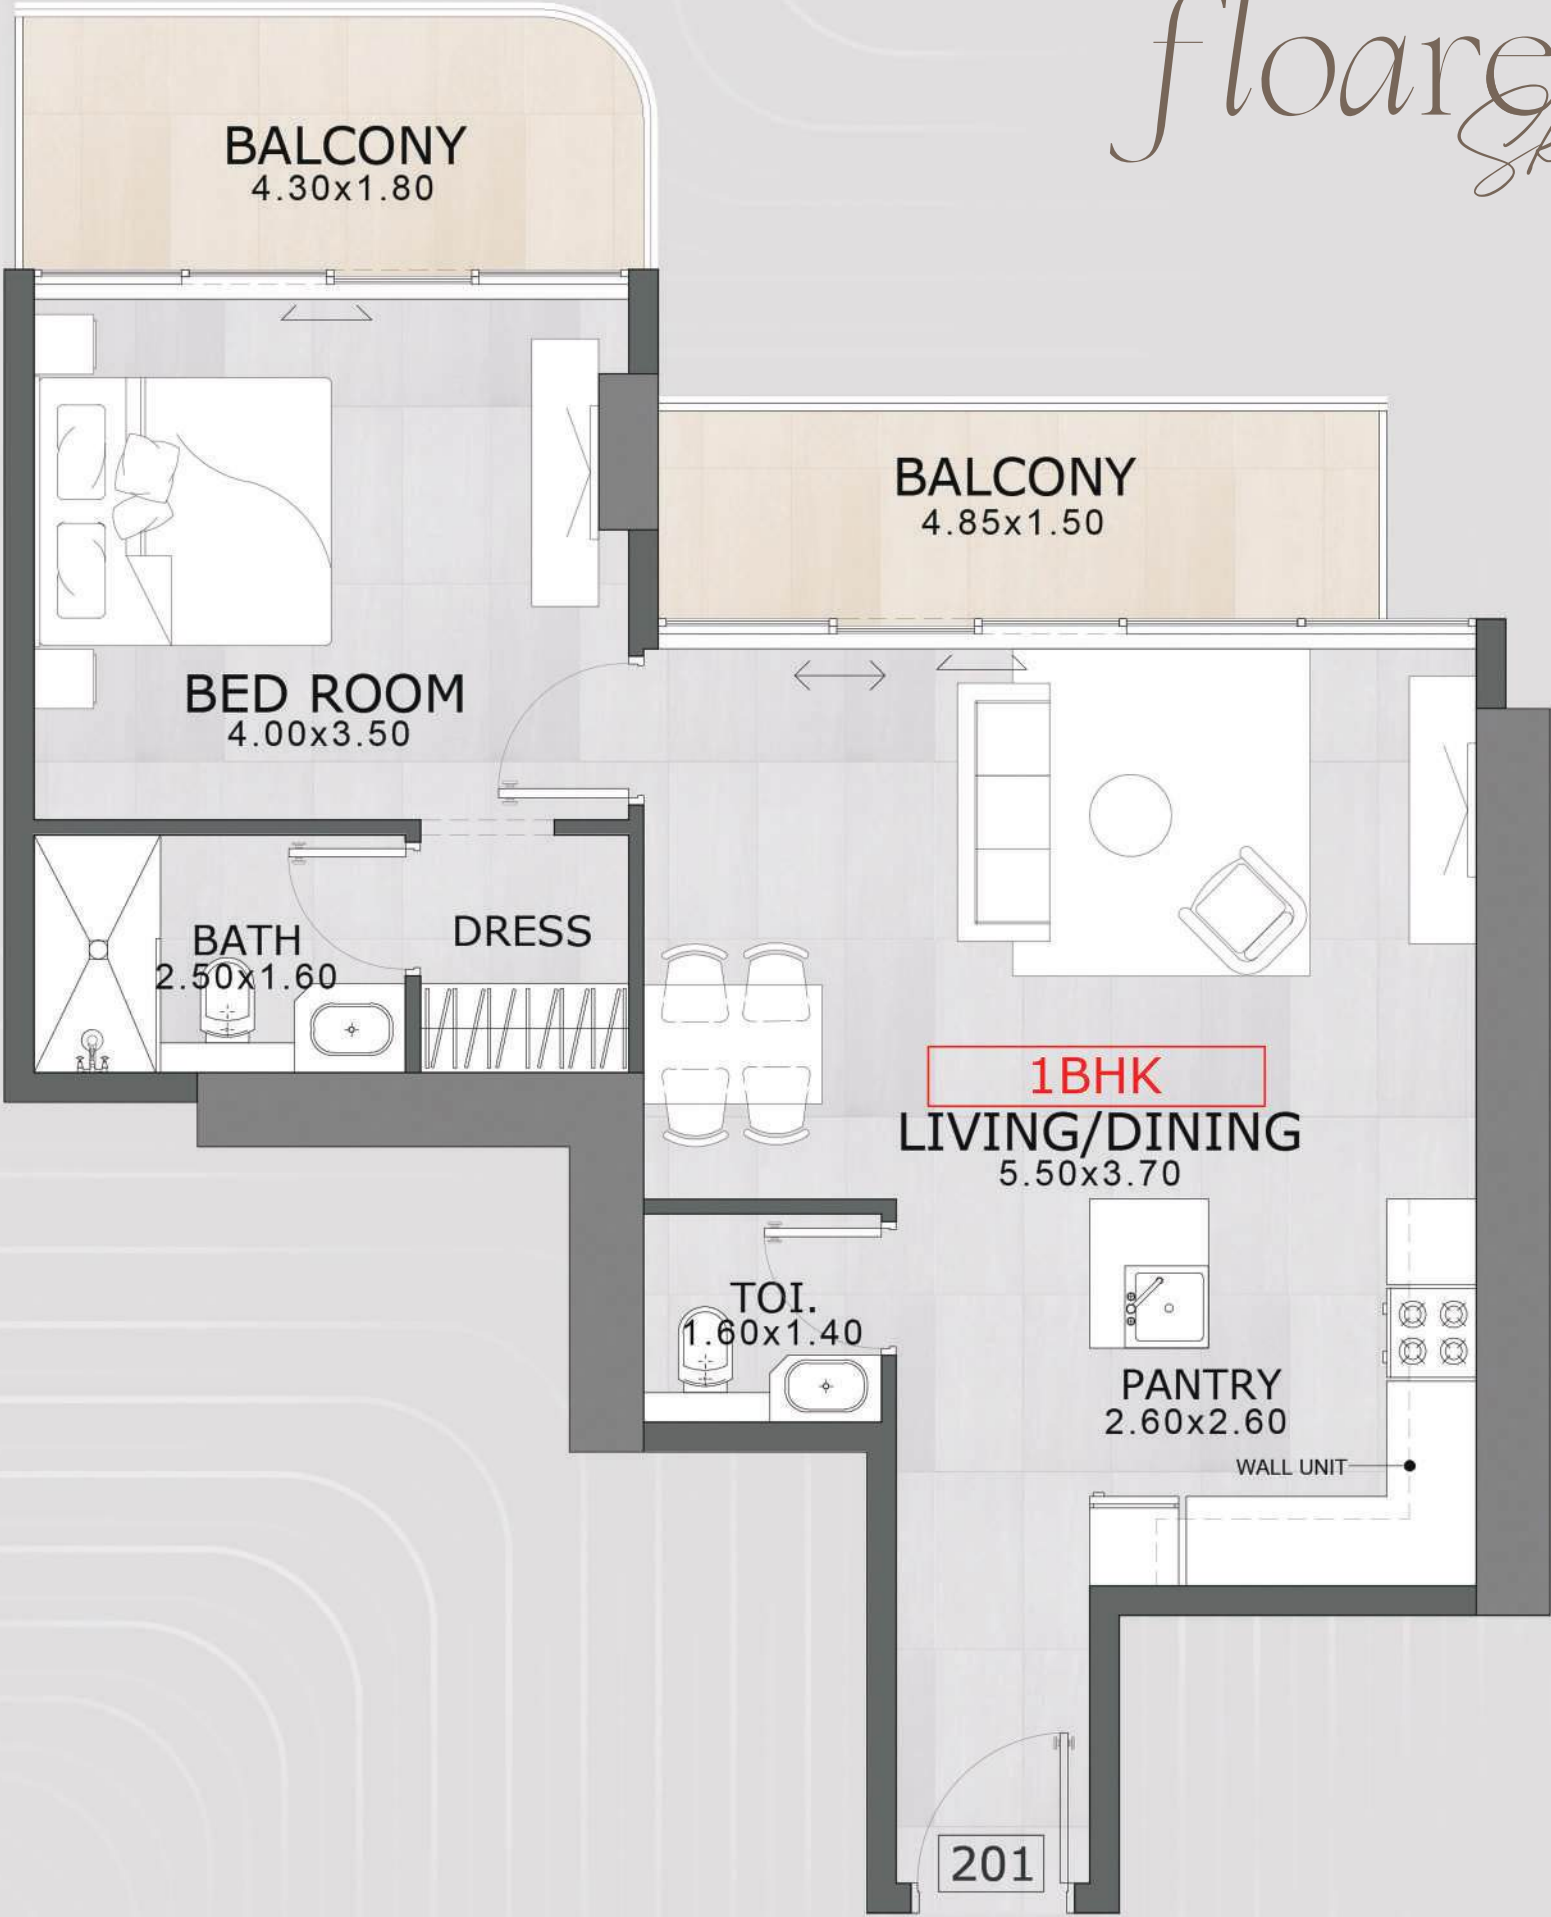 BALCONY
4.30x1.80
BALCONY
4.85x1.50
BED ROOM
4.00x3.50
BATH
2.50x1.60
DRESS
1BHK
LIVING/DINING
5.50x3.70
TOI.
1.60x1.40
PANTRY
2.60x2.60
WALL UNIT
201